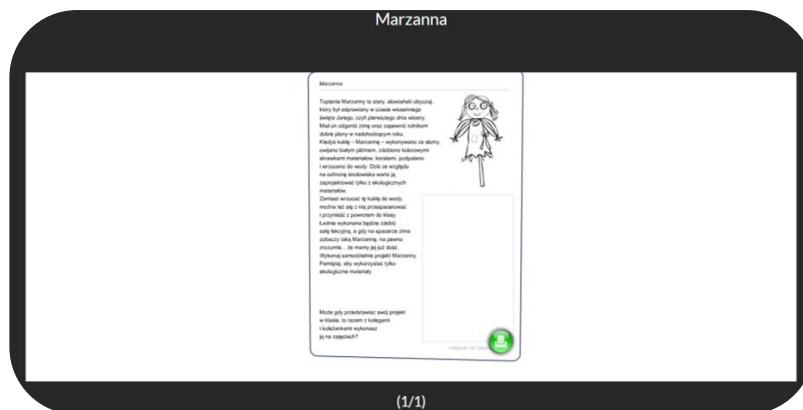 Marzanna
Marzanna
Topienie Marzanny to stary, słowiański obyczaj,
który był odprawiany w czasie wiosennego
święta Jarego, czyli pierwszego dnia wiosny.
Miał on odgonić zimę oraz zapewnić rolnikom
dobre plony w nadchodzącym roku.
Kiedyś kukłę – Marzannę – wykonywano ze słomy,
owijano białym płótnem, zdobiono kolorowymi
skrawkami materiałów, koralami, podpalano
i wrzucano do wody. Dziś ze względu
na ochronę środowiska warto ją
zaprojektować tylko z ekologicznych
materiałów.
Zamiast wrzucać tę kukłę do wody,
można też się z nią przespacerować
i przynieść z powrotem do klasy.
Ładnie wykonana będzie zdobić
salę lekcyjną, a gdy na spacerze zima
zobaczy taką Marzannę, na pewno
zrozumie... że mamy jej już dość.
Wykonaj samodzielnie projekt Marzanny.
Pamiętaj, aby wykorzystać tylko
ekologiczne materiały.
Może gdy przedstawisz swój projekt
w klasie, to razem z kolegami
i koleżankami wykonasz
ją na zajęciach?
miejsce na
(1/1)